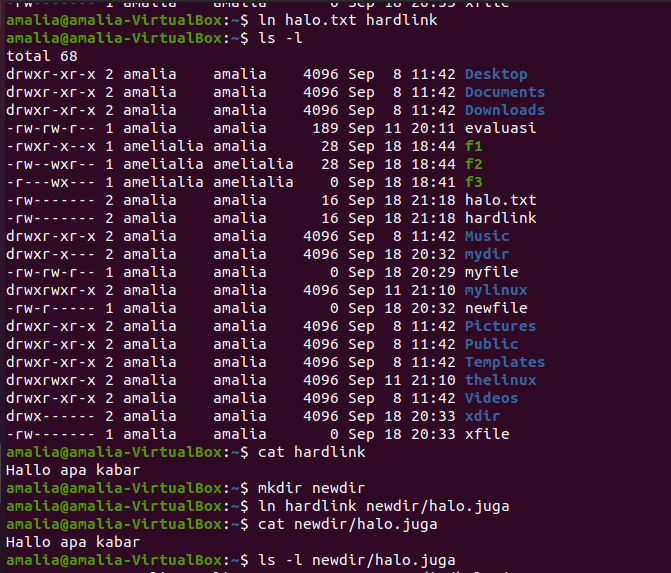 -rw------- 1 amalia    amalia       0 Sep 18 20:33 xfile
amalia@amalia-VirtualBox:~$ ln halo.txt hardlink
amalia@amalia-VirtualBox:~$ ls -l
total 68
drwxr-xr-x 2 amalia    amalia    4096 Sep  8 11:42 Desktop
drwxr-xr-x 2 amalia    amalia    4096 Sep  8 11:42 Documents
drwxr-xr-x 2 amalia    amalia    4096 Sep  8 11:42 Downloads
-rw-rw-r-- 1 amalia    amalia     189 Sep 11 20:11 evaluasi
-rwxr-x--x 1 amelialia amelialia   28 Sep 18 18:44 f1
-rw--wxr-- 1 amelialia amelialia   28 Sep 18 18:44 f2
-r---wx--- 1 amelialia amelialia    0 Sep 18 18:41 f3
-rw------- 2 amalia    amalia      16 Sep 18 21:18 halo.txt
-rw------- 2 amalia    amalia      16 Sep 18 21:18 hardlink
drwxr-xr-x 2 amalia    amalia    4096 Sep  8 11:42 Music
drwxr-x--- 2 amalia    amalia    4096 Sep 18 20:32 mydir
-rw-rw-r-- 1 amalia    amalia       0 Sep 18 20:29 myfile
drwxrwxr-x 2 amalia    amalia    4096 Sep 11 21:10 mylinux
-rw-r----- 1 amalia    amalia       0 Sep 18 20:32 newfile
drwxr-xr-x 2 amalia    amalia    4096 Sep  8 11:42 Pictures
drwxr-xr-x 2 amalia    amalia    4096 Sep  8 11:42 Public
drwxr-xr-x 2 amalia    amalia    4096 Sep  8 11:42 Templates
drwxrwxr-x 2 amalia    amalia    4096 Sep 11 21:10 thelinux
drwxr-xr-x 2 amalia    amalia    4096 Sep  8 11:42 Videos
drwx------ 2 amalia    amalia    4096 Sep 18 20:33 xdir
-rw------- 1 amalia    amalia       0 Sep 18 20:33 xfile
amalia@amalia-VirtualBox:~$ cat hardlink
Hallo apa kabar
amalia@amalia-VirtualBox:~$ mkdir newdir
amalia@amalia-VirtualBox:~$ ln hardlink newdir/halo.juga
amalia@amalia-VirtualBox:~$ cat newdir/halo.juga
Hallo apa kabar
amalia@amalia-VirtualBox:~$ ls -l newdir/halo.juga